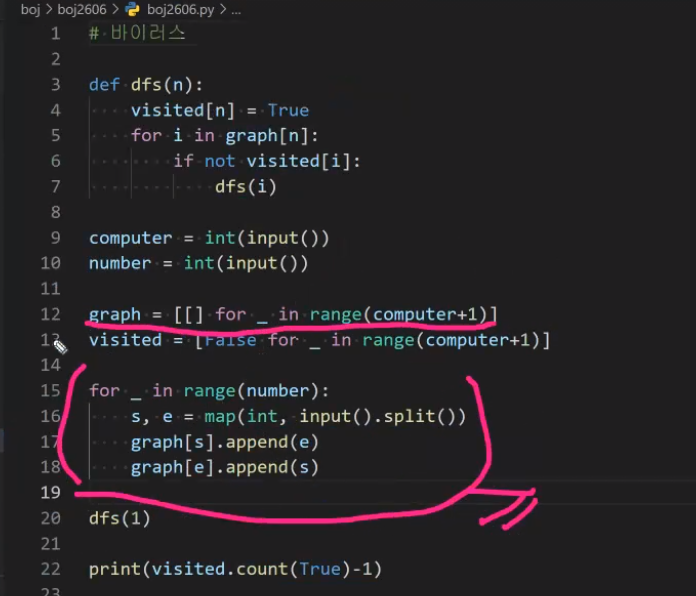 boj > boj2606 > boj2606.py > ...
1 # 바이러스
2
3 def dfs(n):
4     visited[n] = True
5     for i in graph[n]:
6         if not visited[i]:
7             dfs(i)
8
9 computer = int(input())
10 number = int(input())
11
12 graph = [[] for _ in range(computer+1)]
13 visited = [False for _ in range(computer+1)]
14
15 for _ in range(number):
16     s, e = map(int, input().split())
17     graph[s].append(e)
18     graph[e].append(s)
19
20 dfs(1)
21
22 print(visited.count(True)-1)
23